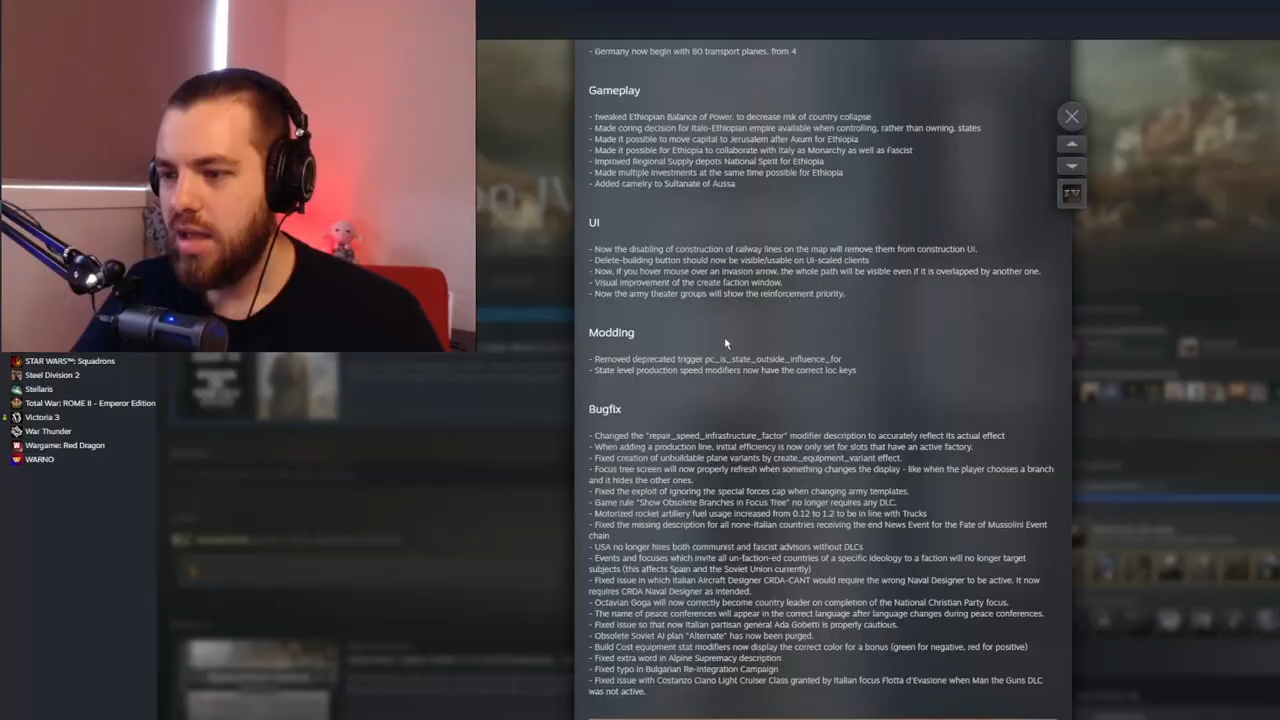 - Germany now begin with 80 transport planes. from 4
Gameplay
- tweaked Ethiopian Balance of Power. to decrease risk of country collapse
- Made coring decision for Italo-Ethiopian empire available when controlling, rather than owning, states
- Made it possible to move capital to Jerusalem after Axum for Ethiopia
- Made it possible for Ethiopia to collaborate with Italy as Monarchy as well as Fascist
- Improved Regional Supply depots National Spirit for Ethiopia
- Made multiple investments at the same time possible for Ethiopia
- Added camelry to Sultanate of Aussa
UI
- Now the disabling of construction of railway lines on the map will remove them from construction UI.
- Delete-building button should now be visible/usable on UI-scaled clients
- Now, if you hover mouse over an invasion arrow, the whole path will be visible even if it is overlapped by another one.
- Visual improvement of the create faction window.
- Now the army theater groups will show the reinforcement priority.
Modding
- Removed deprecated trigger pc_is_state_outside_influence_for
- State level production speed modifiers now have the correct loc keys
Bugfix
- Changed the "repair_speed_infrastructure_factor" modifier description to accurately reflect its actual effect
- When adding a production line, initial efficiency is now only set for slots that have an active factory.
- Fixed creation of unbuildable plane variants by create_equipment_variant effect.
- Focus tree screen will now properly refresh when something changes the display - like when the player chooses a branch
and it hides the other ones.
- Fixed the exploit of ignoring the special forces cap when changing army templates.
- Game rule "Show Obsolete Branches in Focus Tree" no longer requires any DLC.
- Motorized rocket artillery fuel usage increased from 0.12 to 1.2 to be in line with Trucks
- Fixed the missing description for all none-Italian countries receiving the end News Event for the Fate of Mussolini Event
chain
- USA no longer hires both communist and fascist advisors without DLCs
- Events and focuses which invite all un-faction-ed countries of a specific ideology to a faction will no longer target
subjects (this affects Spain and the Soviet Union currently)
- Fixed issue in which Italian Aircraft Designer CRDA-CANT would require the wrong Naval Designer to be active. It now
requires CRDA Naval Designer as intended.
- Octavian Goga will now correctly become country leader on completion of the National Christian Party focus.
- The name of peace conferences will appear in the correct language after language changes during peace conferences.
- Fixed issue so that now Italian partisan general Ada Gobetti is properly cautious.
- Obsolete Soviet AI plan "Alternate" has now been purged.
- Build Cost equipment stat modifiers now display the correct color for a bonus (green for negative, red for positive)
- Fixed extra word in Alpine Supremacy description
- Fixed typo in Bulgarian Re-Integration Campaign
- Fixed issue with Costanzo Ciano Light Cruiser Class granted by Italian focus Flotta d'Evasione when Man the Guns DLC
was not active.
STAR WARS™: Squadrons
Steel Division 2
Stellaris
Total War: ROME II - Emperor Edition
Victoria 3
War Thunder
Wargame: Red Dragon
WARNO